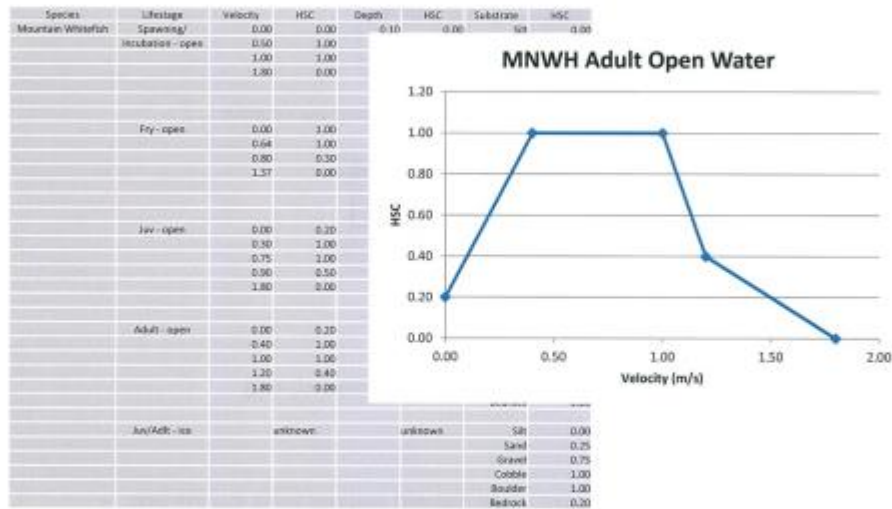 Species Lifestage Velocity HSC Depth HSC Substrate HSC
Mountain Whitefish Spawning/ 0.00 0.00 0.10 0.00 Silt 0.00
Incubation - open 0.50 1.00
1.00 1.00
1.80 0.00
Fry - open 0.00 1.00
0.64 1.00
0.80 0.30
1.37 0.00
Juv - open 0.00 0.20
0.30 1.00
0.75 1.00
0.90 0.50
1.80 0.00
Adult - open 0.00 0.20
0.40 1.00
1.00 1.00
1.20 0.40
1.80 0.00
Juv/Adlt - ice unknown unknown Silt 0.00
Sand 0.25
Gravel 0.75
Cobble 1.00
Boulder 1.00
Bedrock 0.20
MNWH Adult Open Water
1.20
1.00
0.80
0.60
0.40
0.20
0.00
HSC
0.00 0.50 1.00 1.50 2.00
Velocity (m/s)